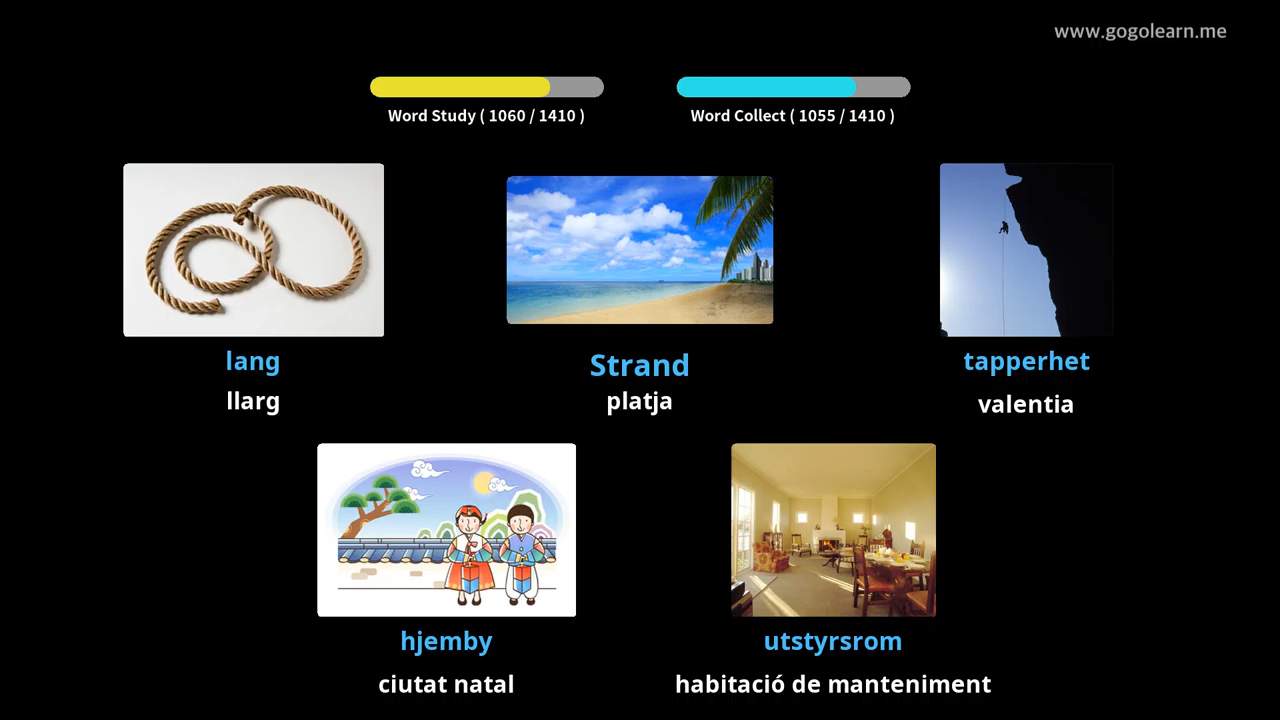 www.gogolearn.me
Word Study ( 1060 / 1410 )
Word Collect ( 1055 / 1410 )
lang
llarg
Strand
platja
tapperhet
valentia
hjemby
ciutat natal
utstyrsrom
habitació de manteniment